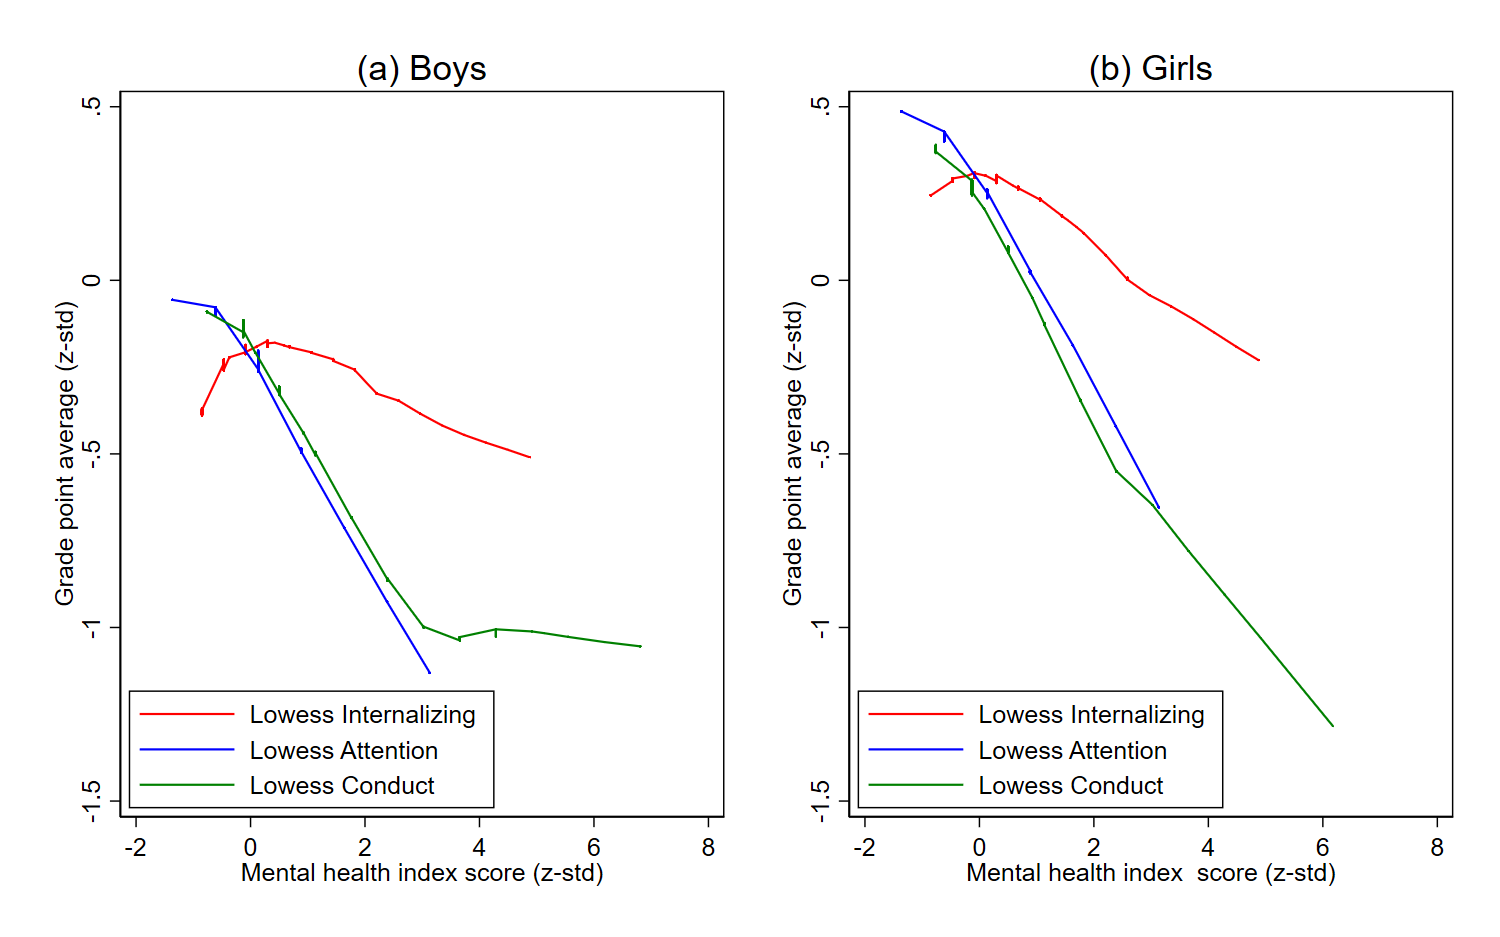 (a) Boys
Grade point average (z-std)
.5
0
-.5
-1
-1.5
Lowess Internalizing
Lowess Attention
Lowess Conduct
-2 0 2 4 6 8
Mental health index score (z-std)
(b) Girls
Grade point average (z-std)
.5
0
-.5
-1
-1.5
Lowess Internalizing
Lowess Attention
Lowess Conduct
-2 0 2 4 6 8
Mental health index  score (z-std)